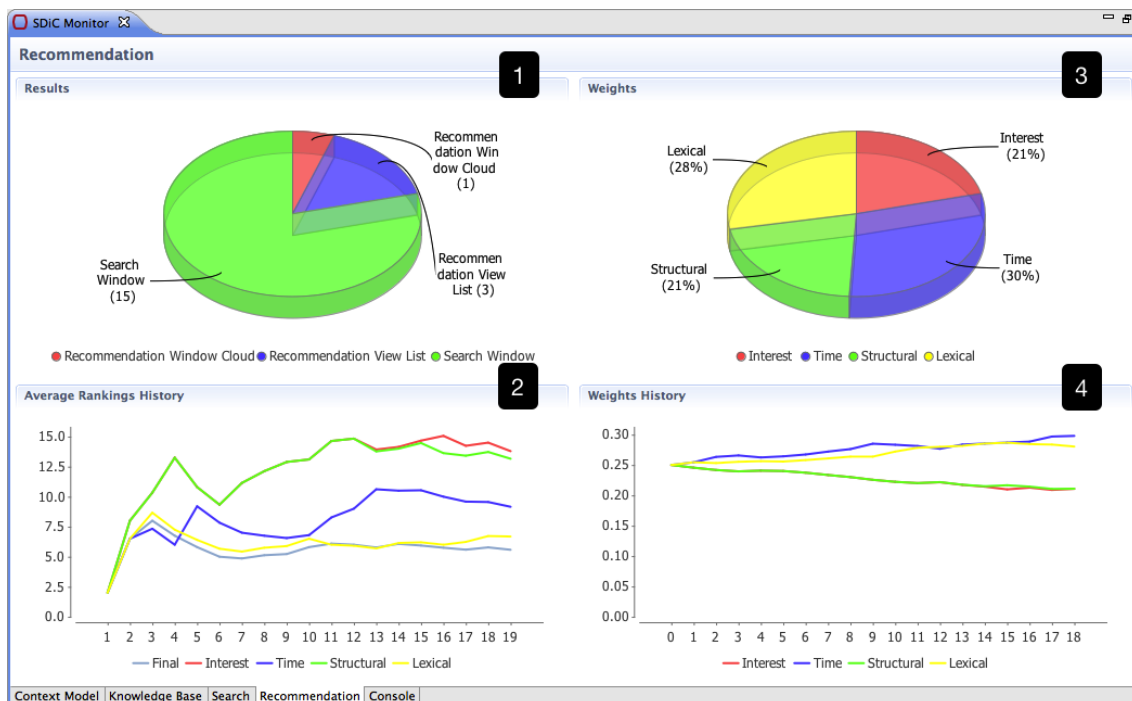 SDiC Monitor
Recommendation
1
3
Results
Weights
Recommen
dation Win
dow Cloud
(1)
Search
Window
(15)
Recommen
dation View
List (3)
Recommendation Window Cloud Recommendation View List Search Window
Lexical
(28%)
Interest
(21%)
Structural
(21%)
Time
(30%)
Interest Time Structural Lexical
2
4
Average Rankings History
Weights History
15.0
12.5
10.0
7.5
5.0
2.5
0.0
1 2 3 4 5 6 7 8 9 10 11 12 13 14 15 16 17 18 19
Final Interest Time Structural Lexical
0.30
0.25
0.20
0.15
0.10
0.05
0.00
0 1 2 3 4 5 6 7 8 9 10 11 12 13 14 15 16 17 18
Interest Time Structural Lexical
Context Model Knowledge Base Search Recommendation Console